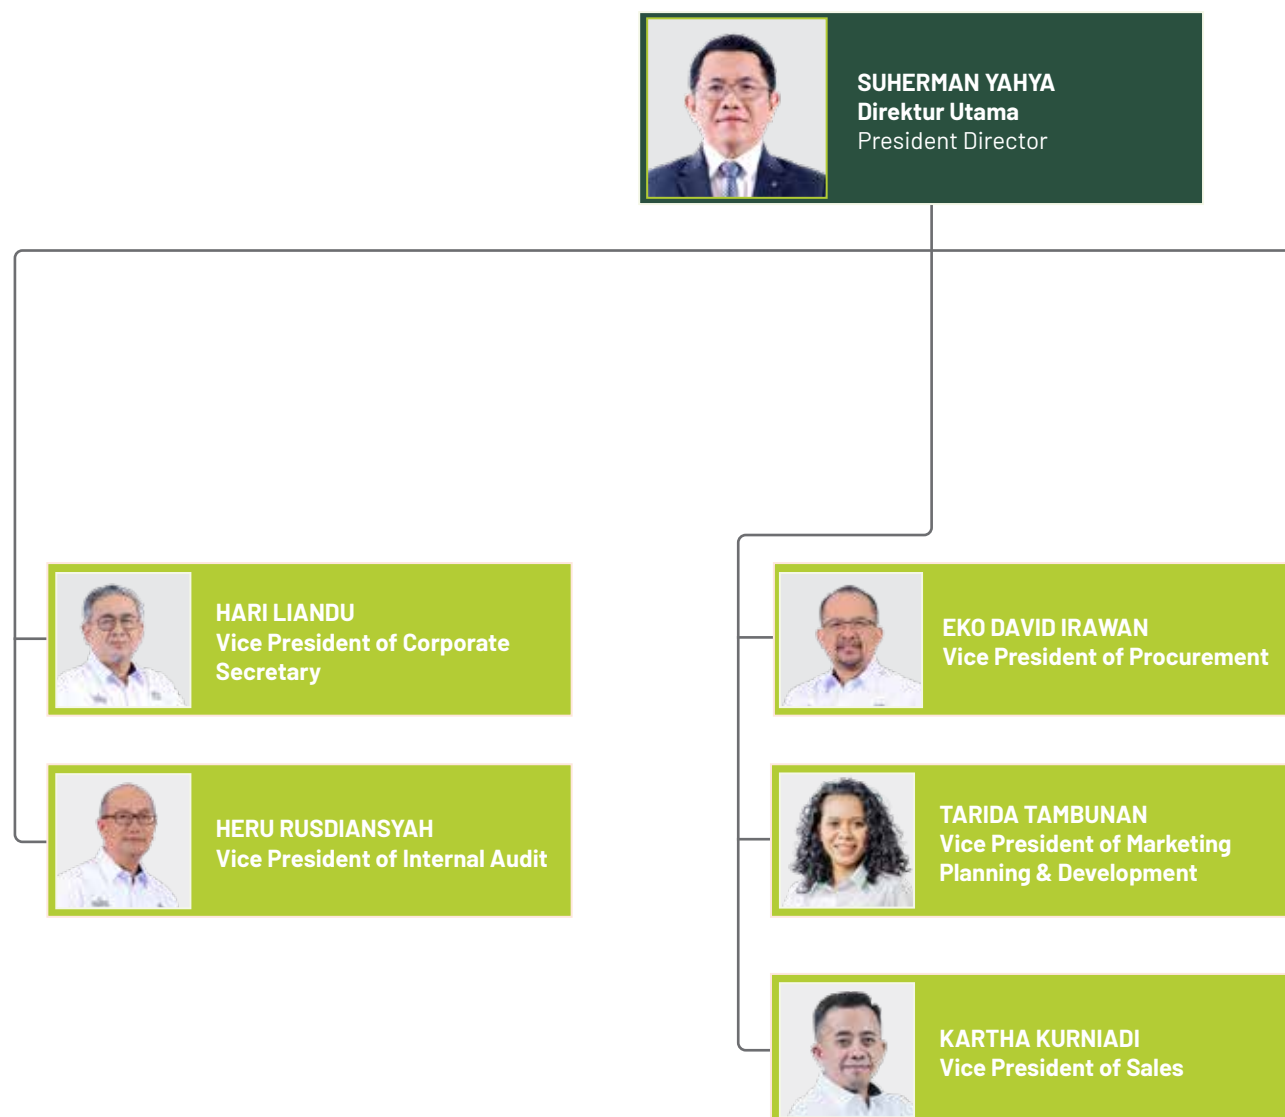 SUHERMAN YAHYA
Direktur Utama
President Director
HARI LIANDU
Vice President of Corporate
Secretary
HERU RUSDIANSYAH
Vice President of Internal Audit
EKO DAVID IRAWAN
Vice President of Procurement
TARIDA TAMBUNAN
Vice President of Marketing
Planning & Development
KARTHA KURNIADI
Vice President of Sales